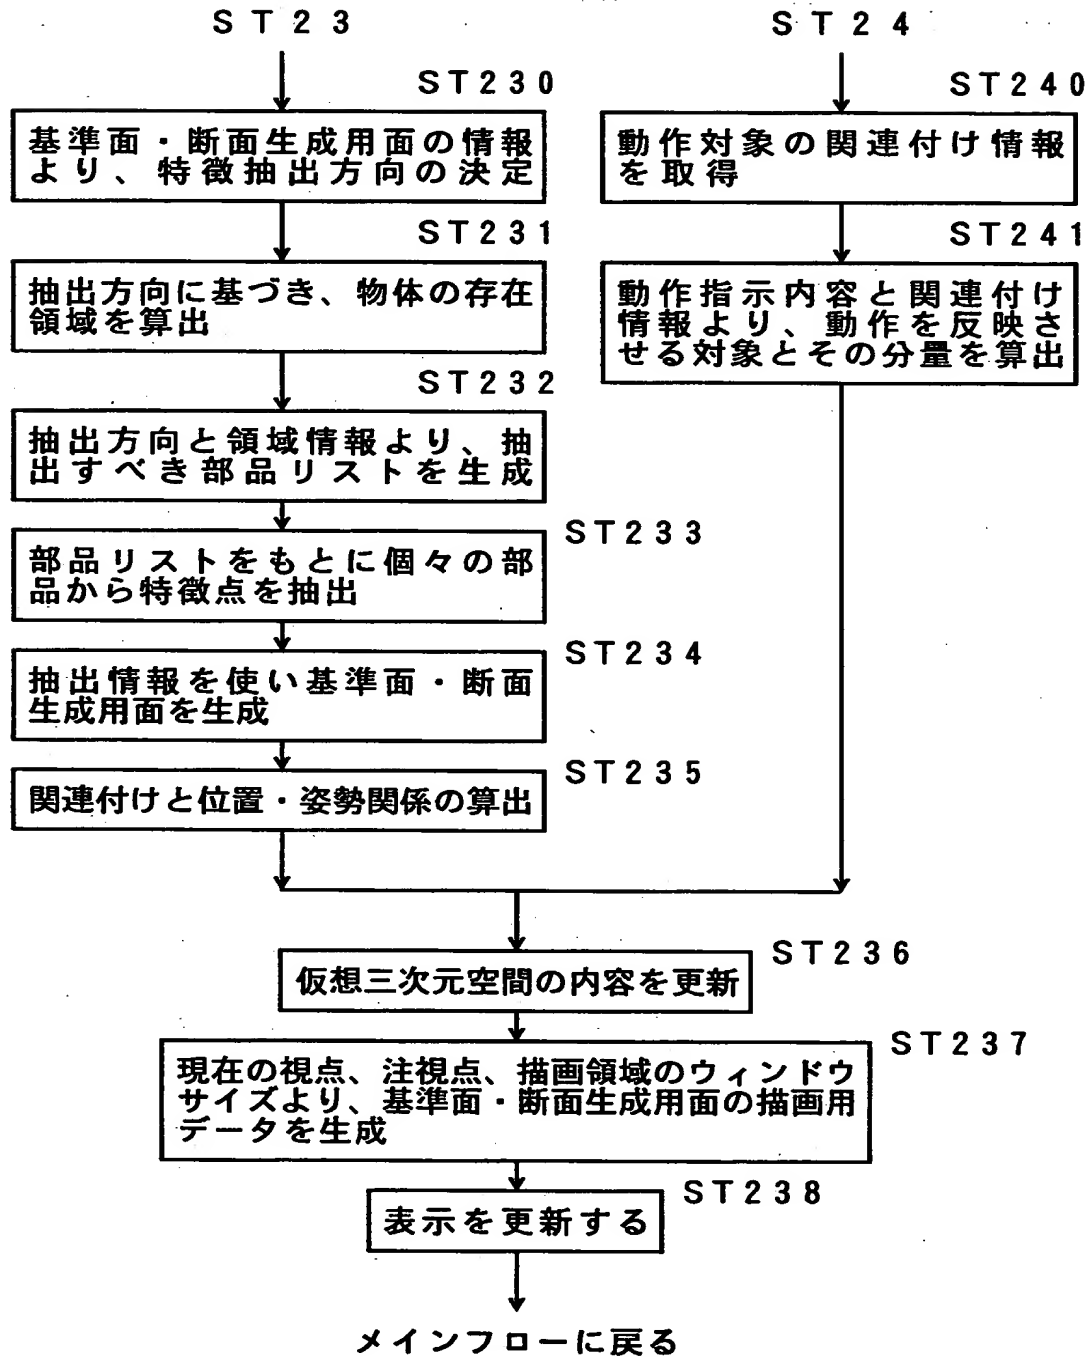 ST23
ST230
基準面・断面生成用面の情報
より、特徴抽出方向の決定
ST231
抽出方向に基づき、物体の存在
領域を算出
ST232
抽出方向と領域情報より、抽
出すべき部品リストを生成
ST233
部品リストをもとに個々の部
品から特徴点を抽出
ST234
抽出情報を使い基準面・断面
生成用面を生成
ST235
関連付けと位置・姿勢関係の算出
ST24
ST240
動作対象の関連付け情報
を取得
ST241
動作指示内容と関連付け
情報より、動作を反映さ
せる対象とその分量を算出
ST236
仮想三次元空間の内容を更新
ST237
現在の視点、注視点、描画領域のウィンドウ
サイズより、基準面・断面生成用面の描画用
データを生成
ST238
表示を更新する
メインフローに戻る